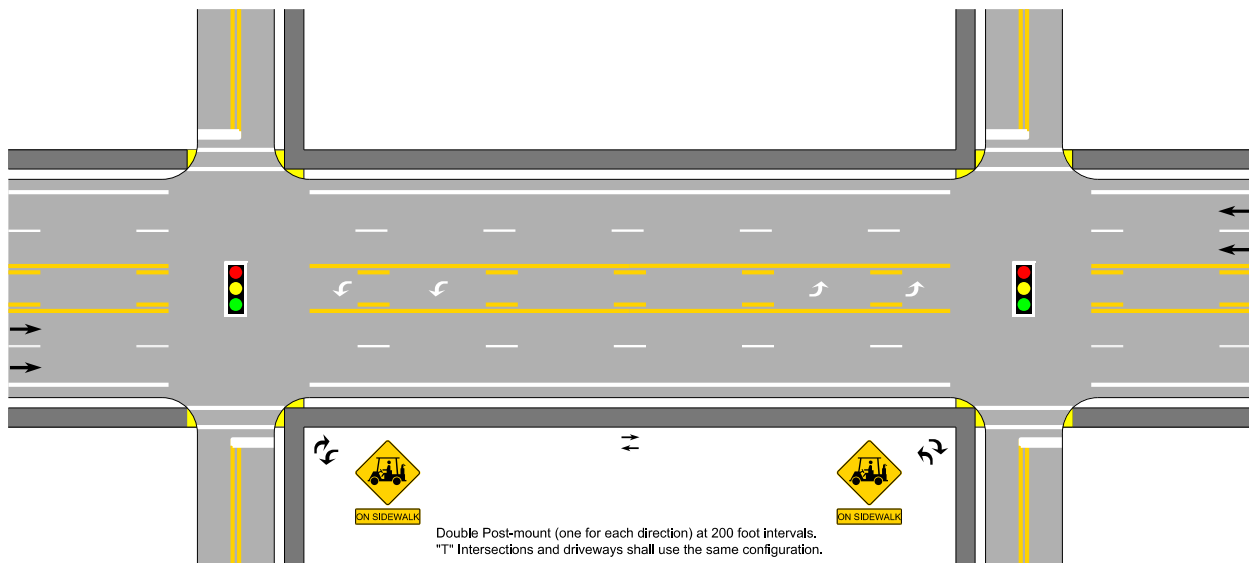 ON SIDEWALK
ON SIDEWALK
Double Post-mount (one for each direction) at 200 foot intervals.
"T" Intersections and driveways shall use the same configuration.